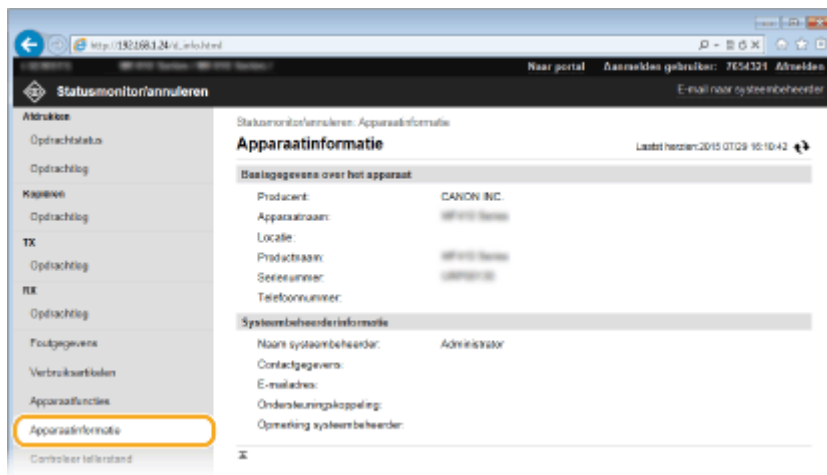 http://192.168.1.24/d_info.html
Naar portal Aanmelden gebruiker: 7654321 Afmelden
Statusmonitor/annuleren E-mail naar systeembeheerder
Afdrukken
Opdrachtstatus
Opdrachtlog
Kopiëren
Opdrachtlog
TX
Opdrachtlog
RX
Opdrachtlog
Foutgegevens
Verbruiksartikelen
Apparaatfuncties
Apparaatinformatie
Controleer tellerstand
Statusmonitor/annuleren: Apparaatinformatie
Apparaatinformatie Laatst herzien:2015 07/29 16:10:42
Basisgegevens over het apparaat
Producent: CANON INC.
Apparaatnaam:
Locatie:
Productnaam:
Serienummer:
Telefoonnummer:
Systeembeheerderinformatie
Naam systeembeheerder: Administrator
Contactgegevens:
E-mailadres:
Ondersteuningskoppeling:
Opmerking systeembeheerder: